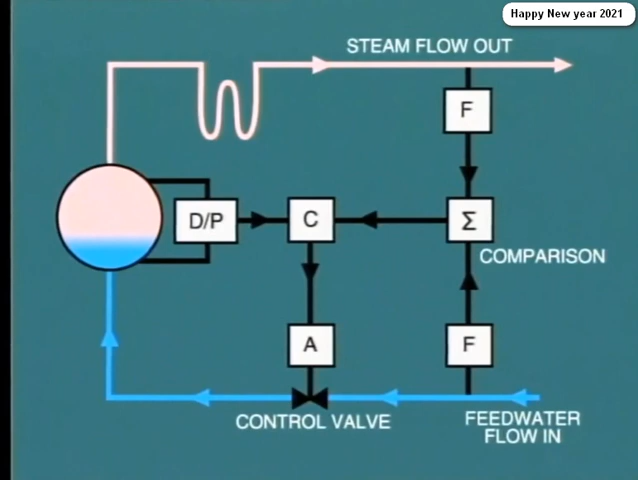 Happy New year 2021
STEAM FLOW OUT
F
D/P
C
Σ
COMPARISON
A
F
CONTROL VALVE
FEEDWATER
FLOW IN